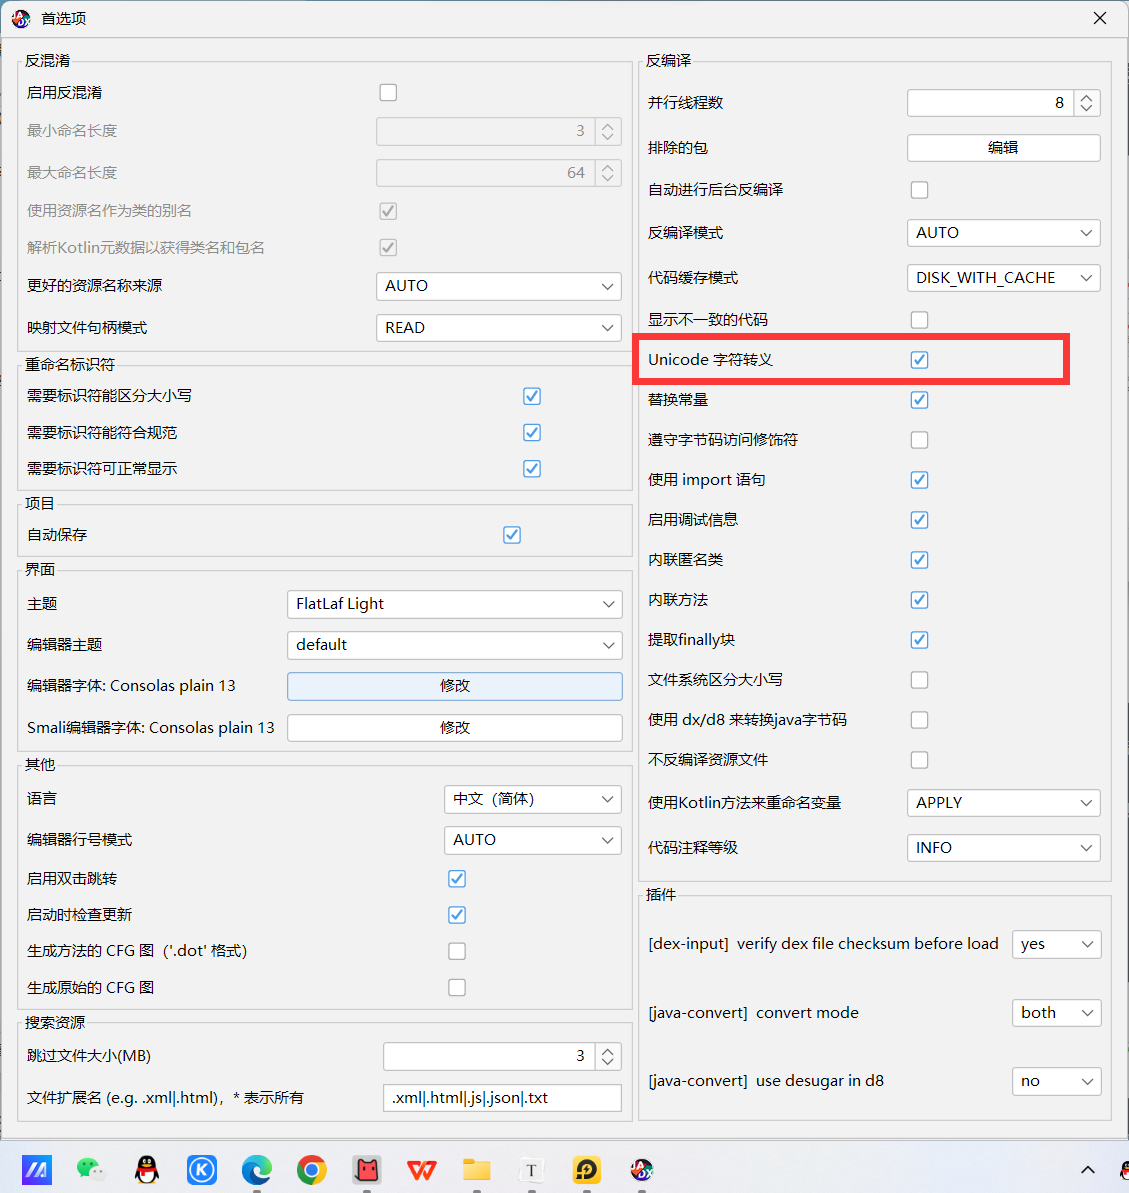 首选项
反混淆
启用反混淆
最小命名长度 3
最大命名长度 64
使用资源名作为类的别名
解析Kotlin元数据以获得类名和包名
更好的资源名称来源 AUTO
映射文件句柄模式 READ
重命名标识符
需要标识符能区分大小写
需要标识符能符合规范
需要标识符可正常显示
项目
自动保存
界面
主题 FlatLaf Light
编辑器主题 default
编辑器字体: Consolas plain 13 修改
Smali编辑器字体: Consolas plain 13 修改
其他
语言 中文（简体）
编辑器行号模式 AUTO
启用双击跳转
启动时检查更新
生成方法的 CFG 图（'.dot' 格式）
生成原始的 CFG 图
搜索资源
跳过文件大小(MB) 3
文件扩展名 (e.g. .xml|.html)，* 表示所有 .xml|.html|.js|.json|.txt
反编译
并行线程数 8
排除的包 编辑
自动进行后台反编译
反编译模式 AUTO
代码缓存模式 DISK_WITH_CACHE
显示不一致的代码
Unicode 字符转义
替换常量
遵守字节码访问修饰符
使用 import 语句
启用调试信息
内联匿名类
内联方法
提取finally块
文件系统区分大小写
使用 dx/d8 来转换java字节码
不反编译资源文件
使用Kotlin方法来重命名变量 APPLY
代码注释等级 INFO
插件
[dex-input] verify dex file checksum before load yes
[java-convert] convert mode both
[java-convert] use desugar in d8 no